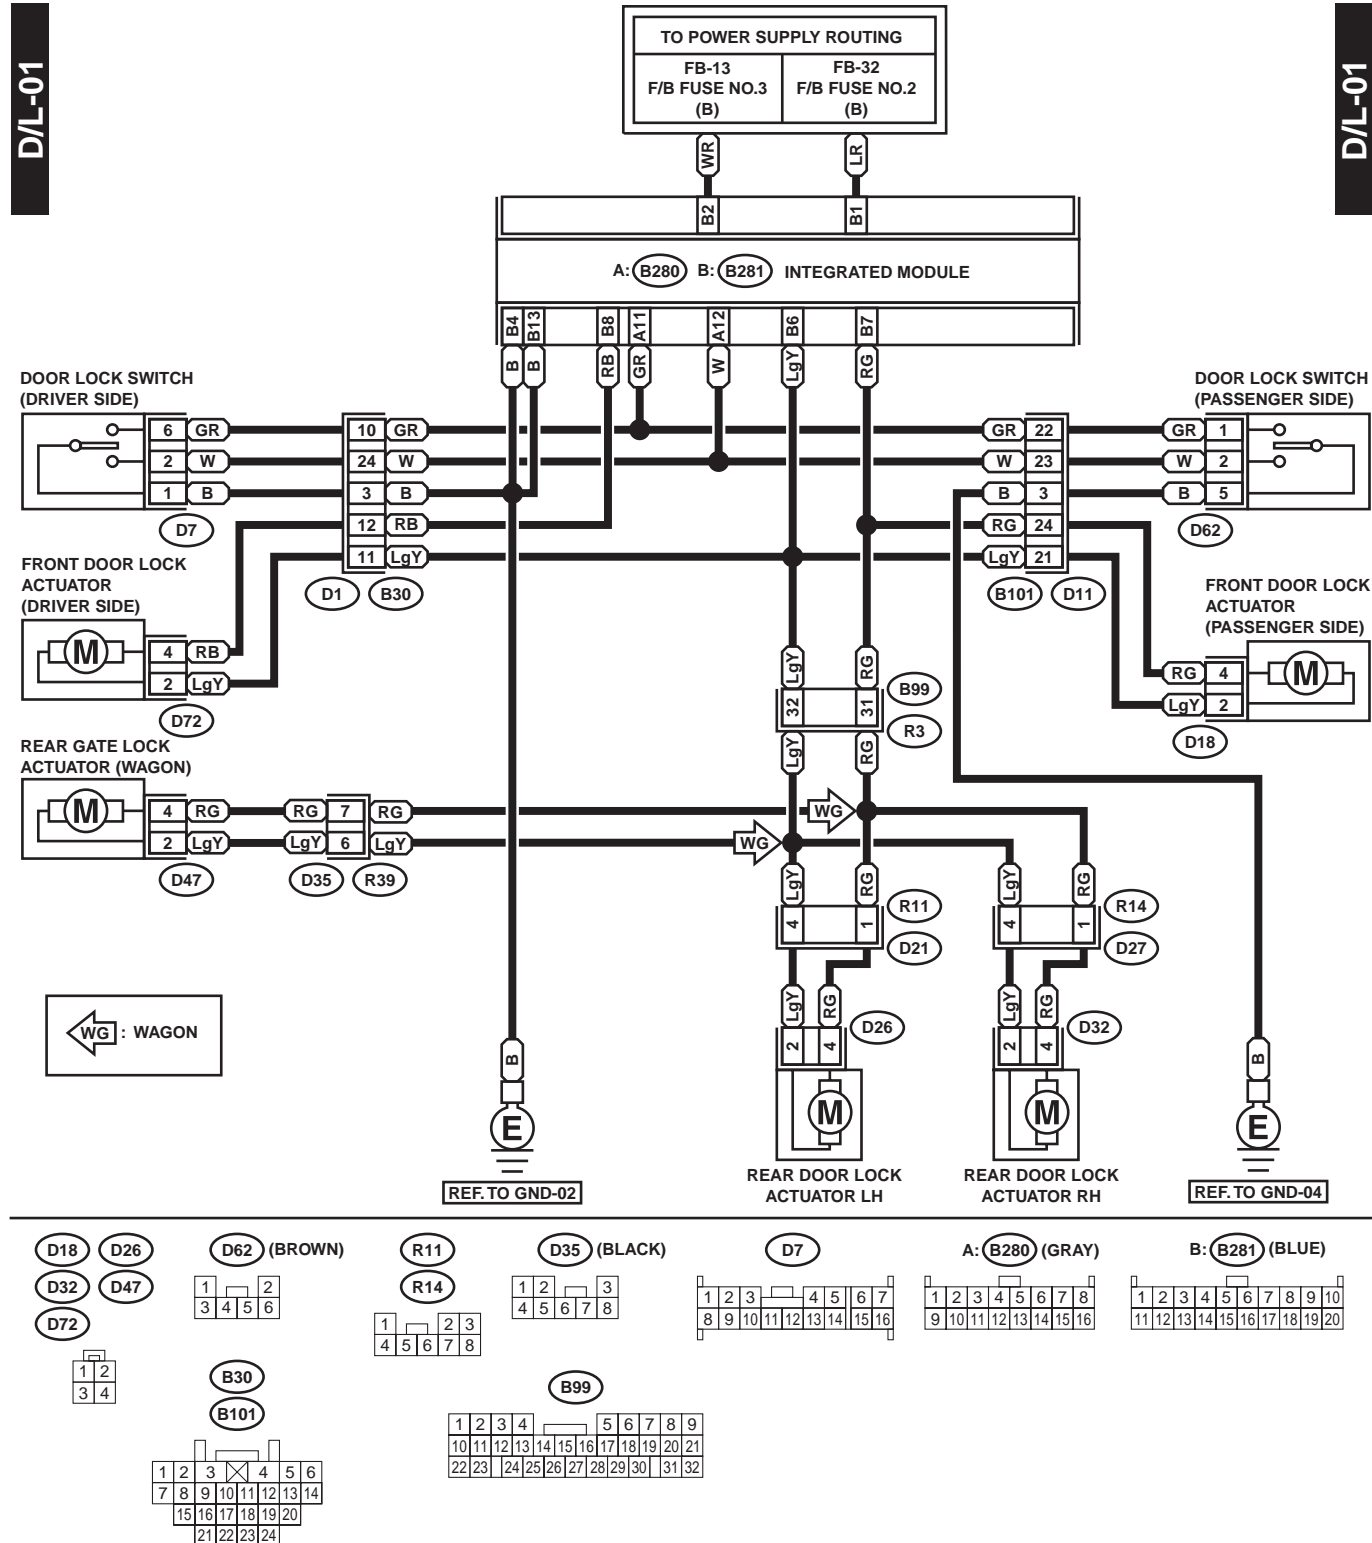 D/L-01
D/L-01
TO POWER SUPPLY ROUTING
FB-13
F/B FUSE NO.3
(B)
FB-32
F/B FUSE NO.2
(B)
WR
LR
B2
B1
A: B280 B: B281 INTEGRATED MODULE
B4 B13 B8 A11 A12 B6 B7
B B RB GR W LgY RG
DOOR LOCK SWITCH
(DRIVER SIDE)
DOOR LOCK SWITCH
(PASSENGER SIDE)
6 GR 10 GR GR 22 GR 1
2 W 24 W W 23 W 2
1 B 3 B B 3 B 5
D7
12 RB RG 24
D62
11 LgY LgY 21
FRONT DOOR LOCK
ACTUATOR
(DRIVER SIDE)
D1 B30
B101 D11
FRONT DOOR LOCK
ACTUATOR
(PASSENGER SIDE)
M
4 RB
2 LgY
D72
LgY RG
32 31
B99
R3
LgY RG
RG 4
LgY 2
M
D18
REAR GATE LOCK
ACTUATOR (WAGON)
M
4 RG RG 7 RG WG
2 LgY LgY 6 LgY WG
D47 D35 R39
LgY RG
4 1
R11
D21
LgY RG
4 1
R14
D27
LgY RG
2 4
D26
LgY RG
2 4
D32
WG : WAGON
B
E
REF. TO GND-02
M
REAR DOOR LOCK
ACTUATOR LH
M
REAR DOOR LOCK
ACTUATOR RH
B
E
REF. TO GND-04
D18 D26
D32 D47
D72
1 2
3 4
D62 (BROWN)
1 2
3 4 5 6
R11
R14
1 2 3
4 5 6 7 8
D35 (BLACK)
1 2 3
4 5 6 7 8
D7
1 2 3 4 5 6 7
8 9 10 11 12 13 14 15 16
A: B280 (GRAY)
1 2 3 4 5 6 7 8
9 10 11 12 13 14 15 16
B: B281 (BLUE)
1 2 3 4 5 6 7 8 9 10
11 12 13 14 15 16 17 18 19 20
B30
B101
1 2 3 4 5 6
7 8 9 10 11 12 13 14
15 16 17 18 19 20
21 22 23 24
B99
1 2 3 4 5 6 7 8 9
10 11 12 13 14 15 16 17 18 19 20 21
22 23 24 25 26 27 28 29 30 31 32